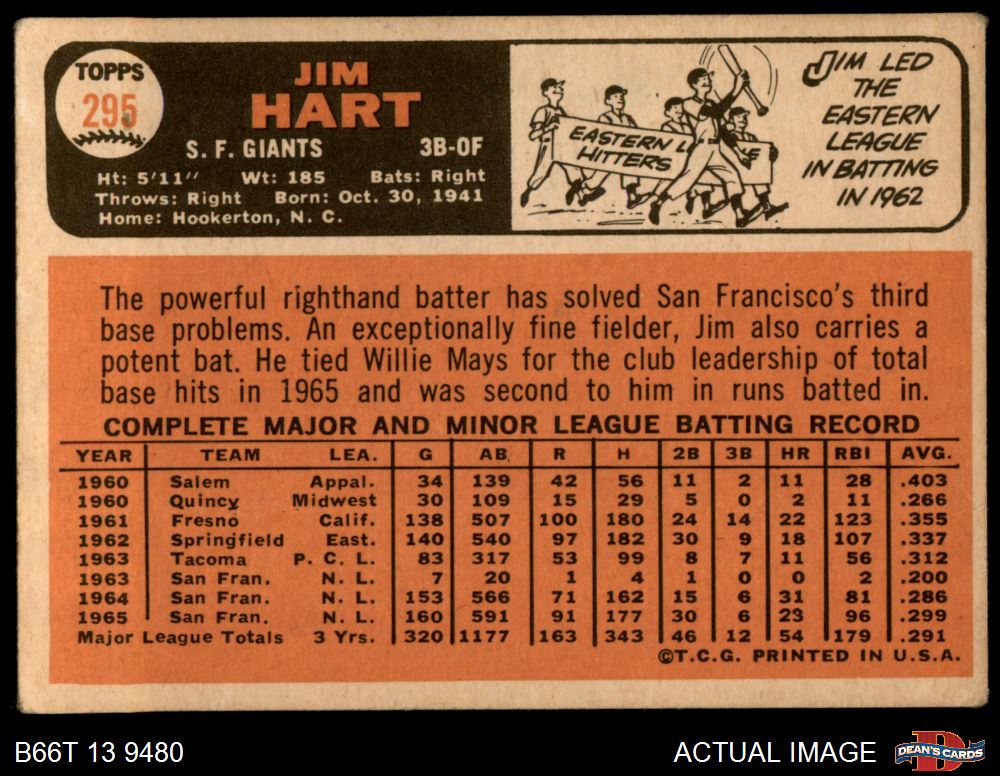 TOPPS
295
JIM
HART
S. F. GIANTS 3B-OF
Ht: 5'11" Wt: 185 Bats: Right
Throws: Right Born: Oct. 30, 1941
Home: Hookerton, N. C.
EASTERN L
HITTERS
JIM LED
THE
EASTERN
LEAGUE
IN BATTING
IN 1962
The powerful righthand batter has solved San Francisco's third
base problems. An exceptionally fine fielder, Jim also carries a
potent bat. He tied Willie Mays for the club leadership of total
base hits in 1965 and was second to him in runs batted in.
COMPLETE MAJOR AND MINOR LEAGUE BATTING RECORD
YEAR TEAM LEA. G AB. R H 2B 3B HR RBI AVG.
1960 Salem Appal. 34 139 42 56 11 2 11 28 .403
1960 Quincy Midwest 30 109 15 29 5 0 2 11 .266
1961 Fresno Calif. 138 507 100 180 24 14 22 123 .355
1962 Springfield East. 140 540 97 182 30 9 18 107 .337
1963 Tacoma P. C. L. 83 317 53 99 8 7 11 56 .312
1963 San Fran. N. L. 7 20 1 4 1 0 0 2 .200
1964 San Fran. N. L. 153 566 71 162 15 6 31 81 .286
1965 San Fran. N. L. 160 591 91 177 30 6 23 96 .299
Major League Totals 3 Yrs. 320 1177 163 343 46 12 54 179 .291
©T.C.G. PRINTED IN U.S.A.
B66T 13 9480 ACTUAL IMAGE
DEAN'S CARDS